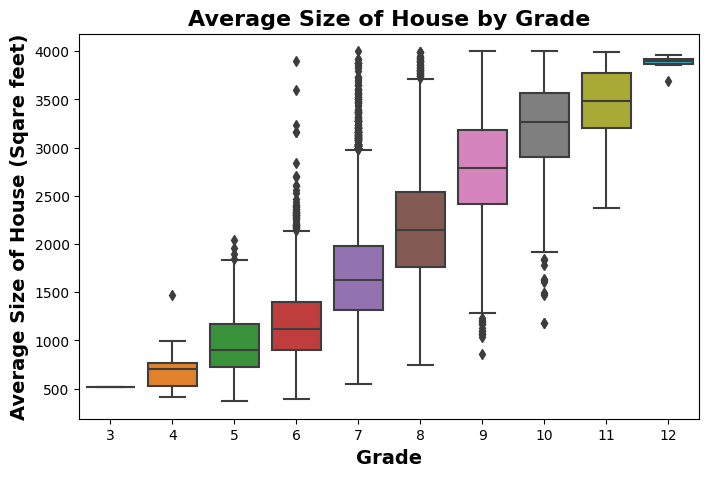 Average Size of House by Grade
Average Size of House (Sqare feet)
4000
3500
3000
2500
2000
1500
1000
500
3 4 5 6 7 8 9 10 11 12
Grade